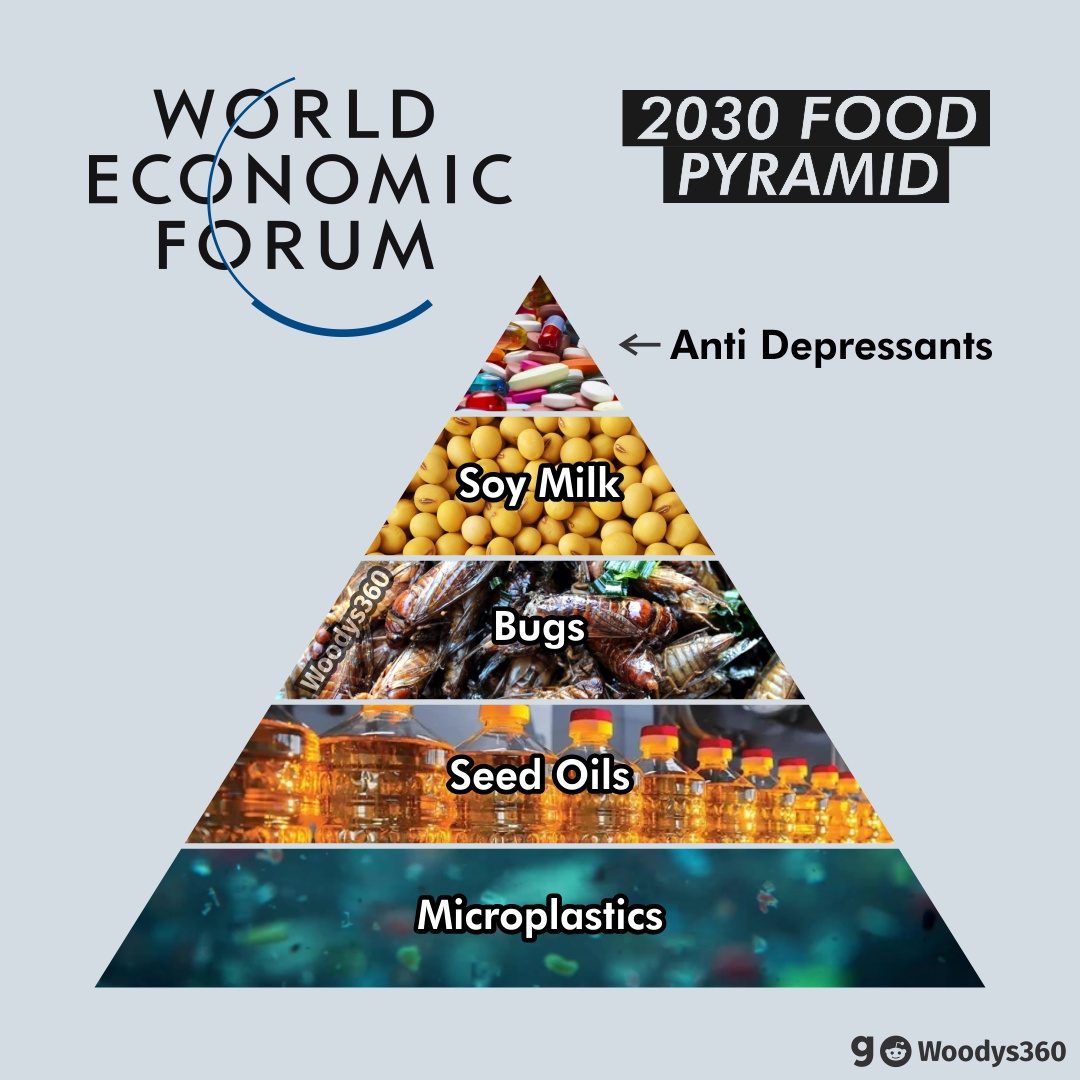 WORLD
ECONOMIC
FORUM
2030 FOOD
PYRAMID
← Anti Depressants
Soy Milk
Woodys360
Bugs
Seed Oils
Microplastics
g Woodys360